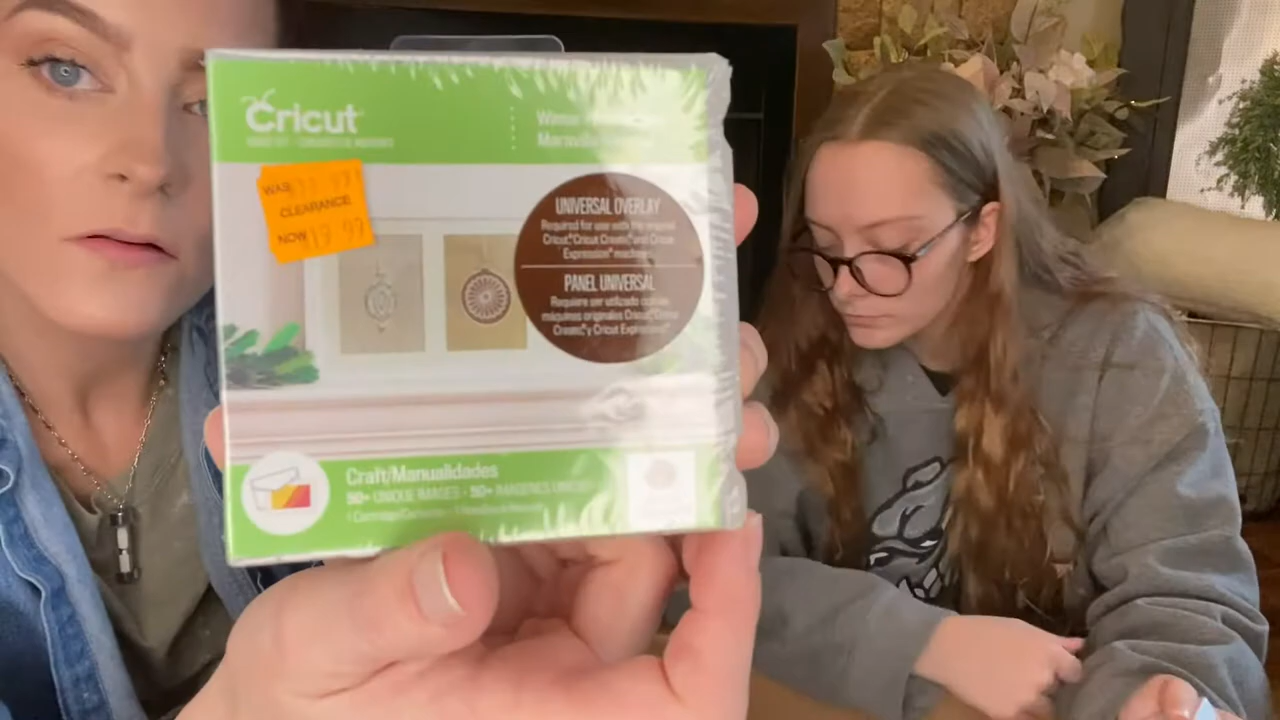 Cricut
WAS
CLEARANCE
NOW 19.97
UNIVERSAL OVERLAY
Required for use with the original
Cricut, Cricut Create, and Cricut
Expression machines
PANEL UNIVERSAL
Requiere ser utilizado con las
máquinas originales Cricut, Cricut
Create, y Cricut Expression
Craft/Manualidades
50+ UNIQUE IMAGES • 50+ IMÁGENES